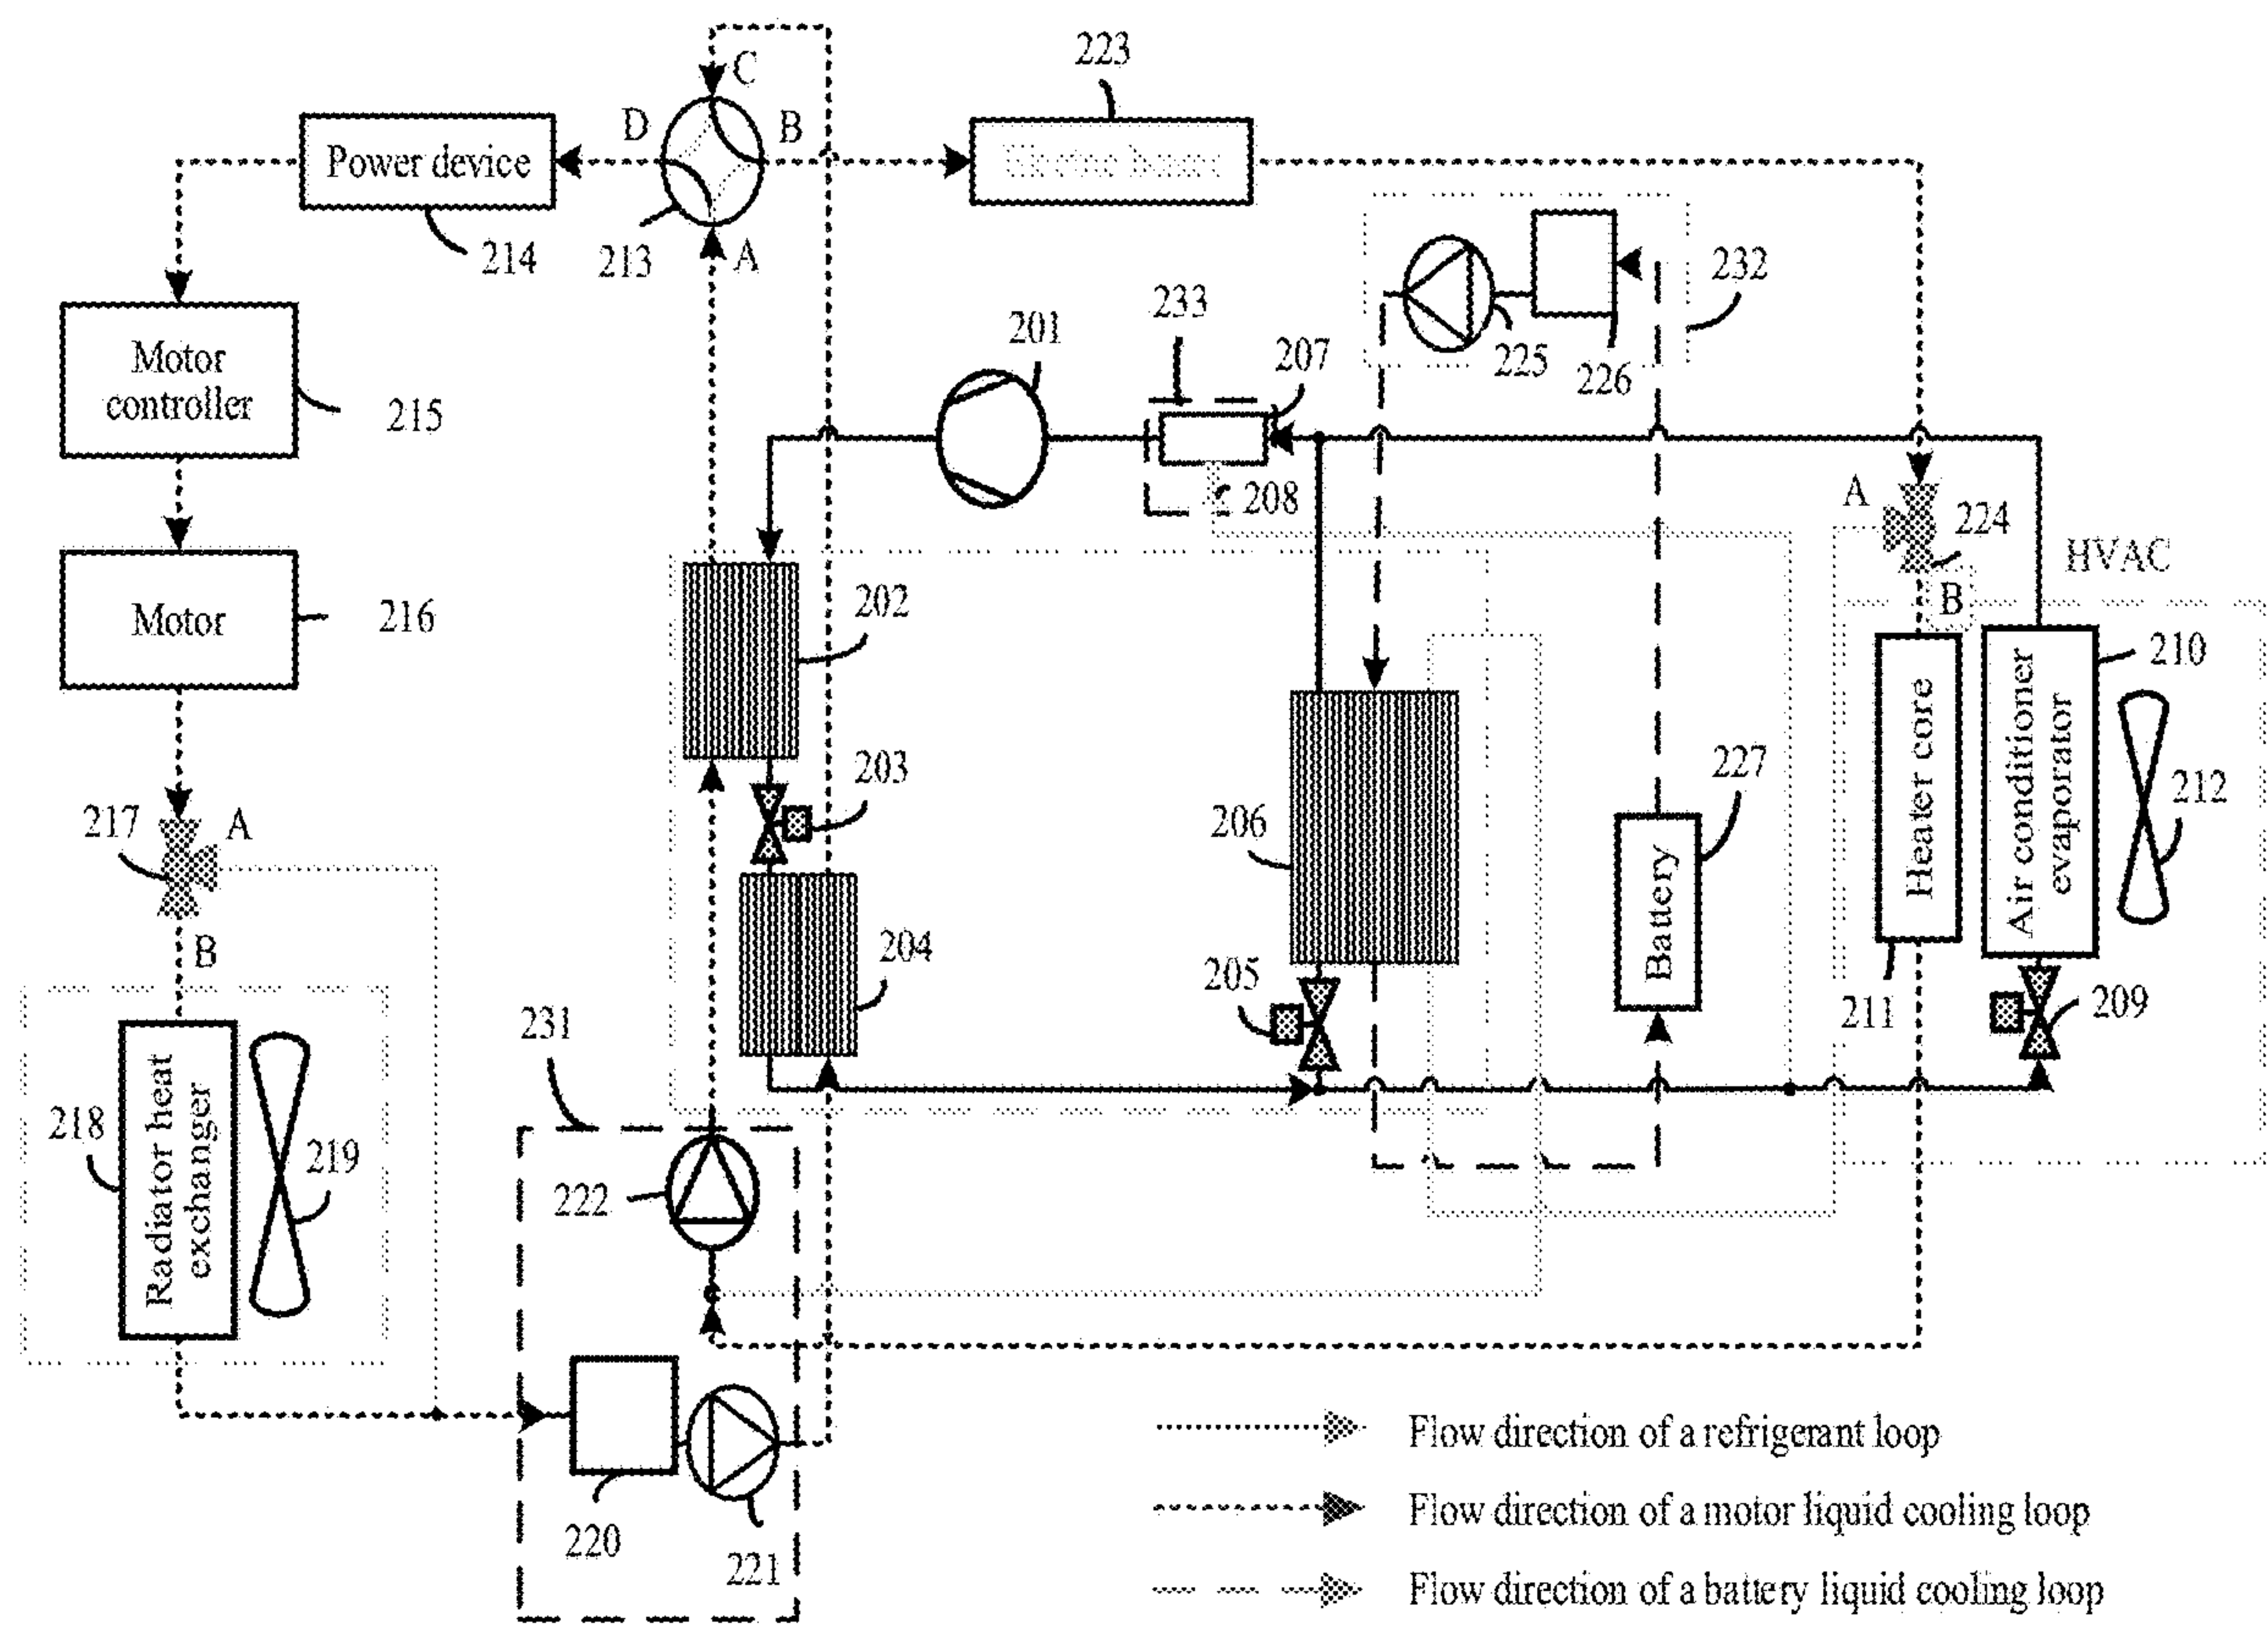 223
C
D
B
Power device
214
213
A
232
233
201
207
225
226
Motor
controller
215
208
A
224
HVAC
B
202
Motor
216
210
203
227
217
A
206
212
Heater core
Air conditioner
evaporator
Battery
B
204
205
211
209
231
218
Radiator heat
exchanger
219
222
220
221
Flow direction of a refrigerant loop
Flow direction of a motor liquid cooling loop
Flow direction of a battery liquid cooling loop